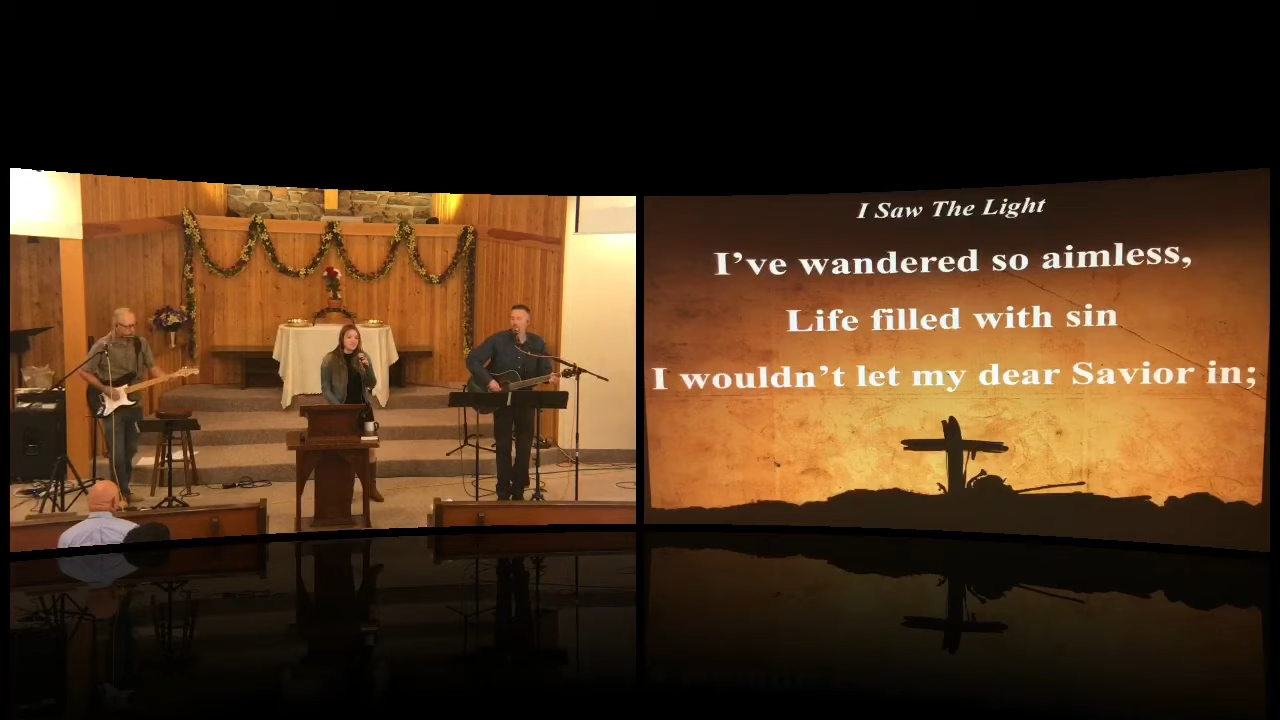 I Saw The Light
I've wandered so aimless,
Life filled with sin
I wouldn't let my dear Savior in;